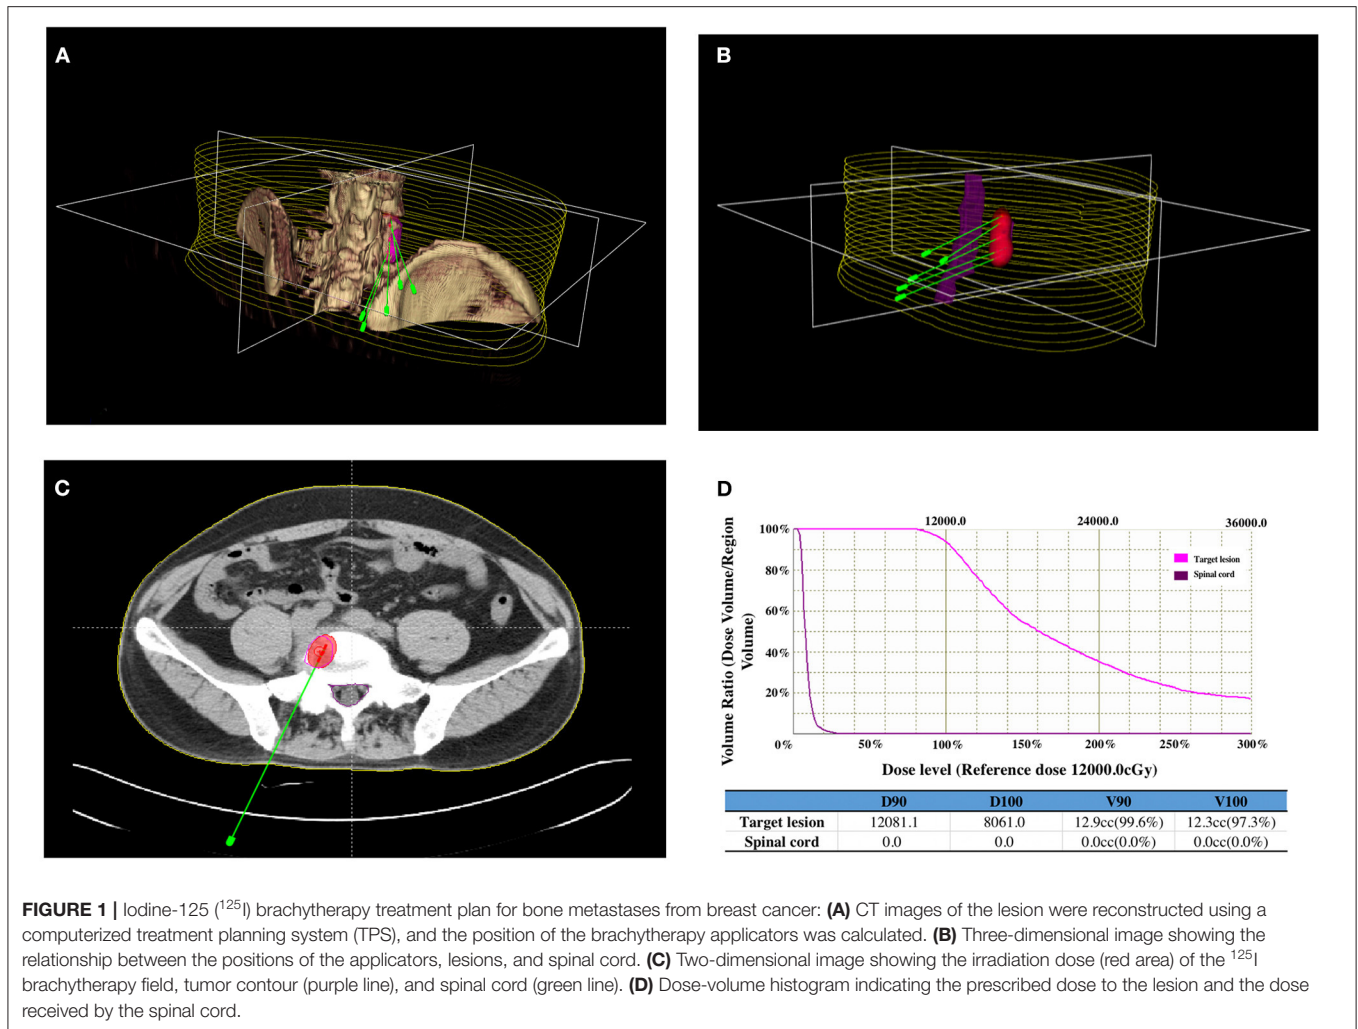 A
B
C
D
12000.0 24000.0 36000.0
100%
80%
60%
40%
20%
0% 50% 100% 150% 200% 250% 300%
Volume Ratio (Dose Volume/Region
Volume)
Target lesion
Spinal cord
Dose level (Reference dose 12000.0cGy)
D90 D100 V90 V100
Target lesion 12081.1 8061.0 12.9cc(99.6%) 12.3cc(97.3%)
Spinal cord 0.0 0.0 0.0cc(0.0%) 0.0cc(0.0%)
FIGURE 1 | Iodine-125 (¹²⁵I) brachytherapy treatment plan for bone metastases from breast cancer: (A) CT images of the lesion were reconstructed using a
computerized treatment planning system (TPS), and the position of the brachytherapy applicators was calculated. (B) Three-dimensional image showing the
relationship between the positions of the applicators, lesions, and spinal cord. (C) Two-dimensional image showing the irradiation dose (red area) of the ¹²⁵I
brachytherapy field, tumor contour (purple line), and spinal cord (green line). (D) Dose-volume histogram indicating the prescribed dose to the lesion and the dose
received by the spinal cord.